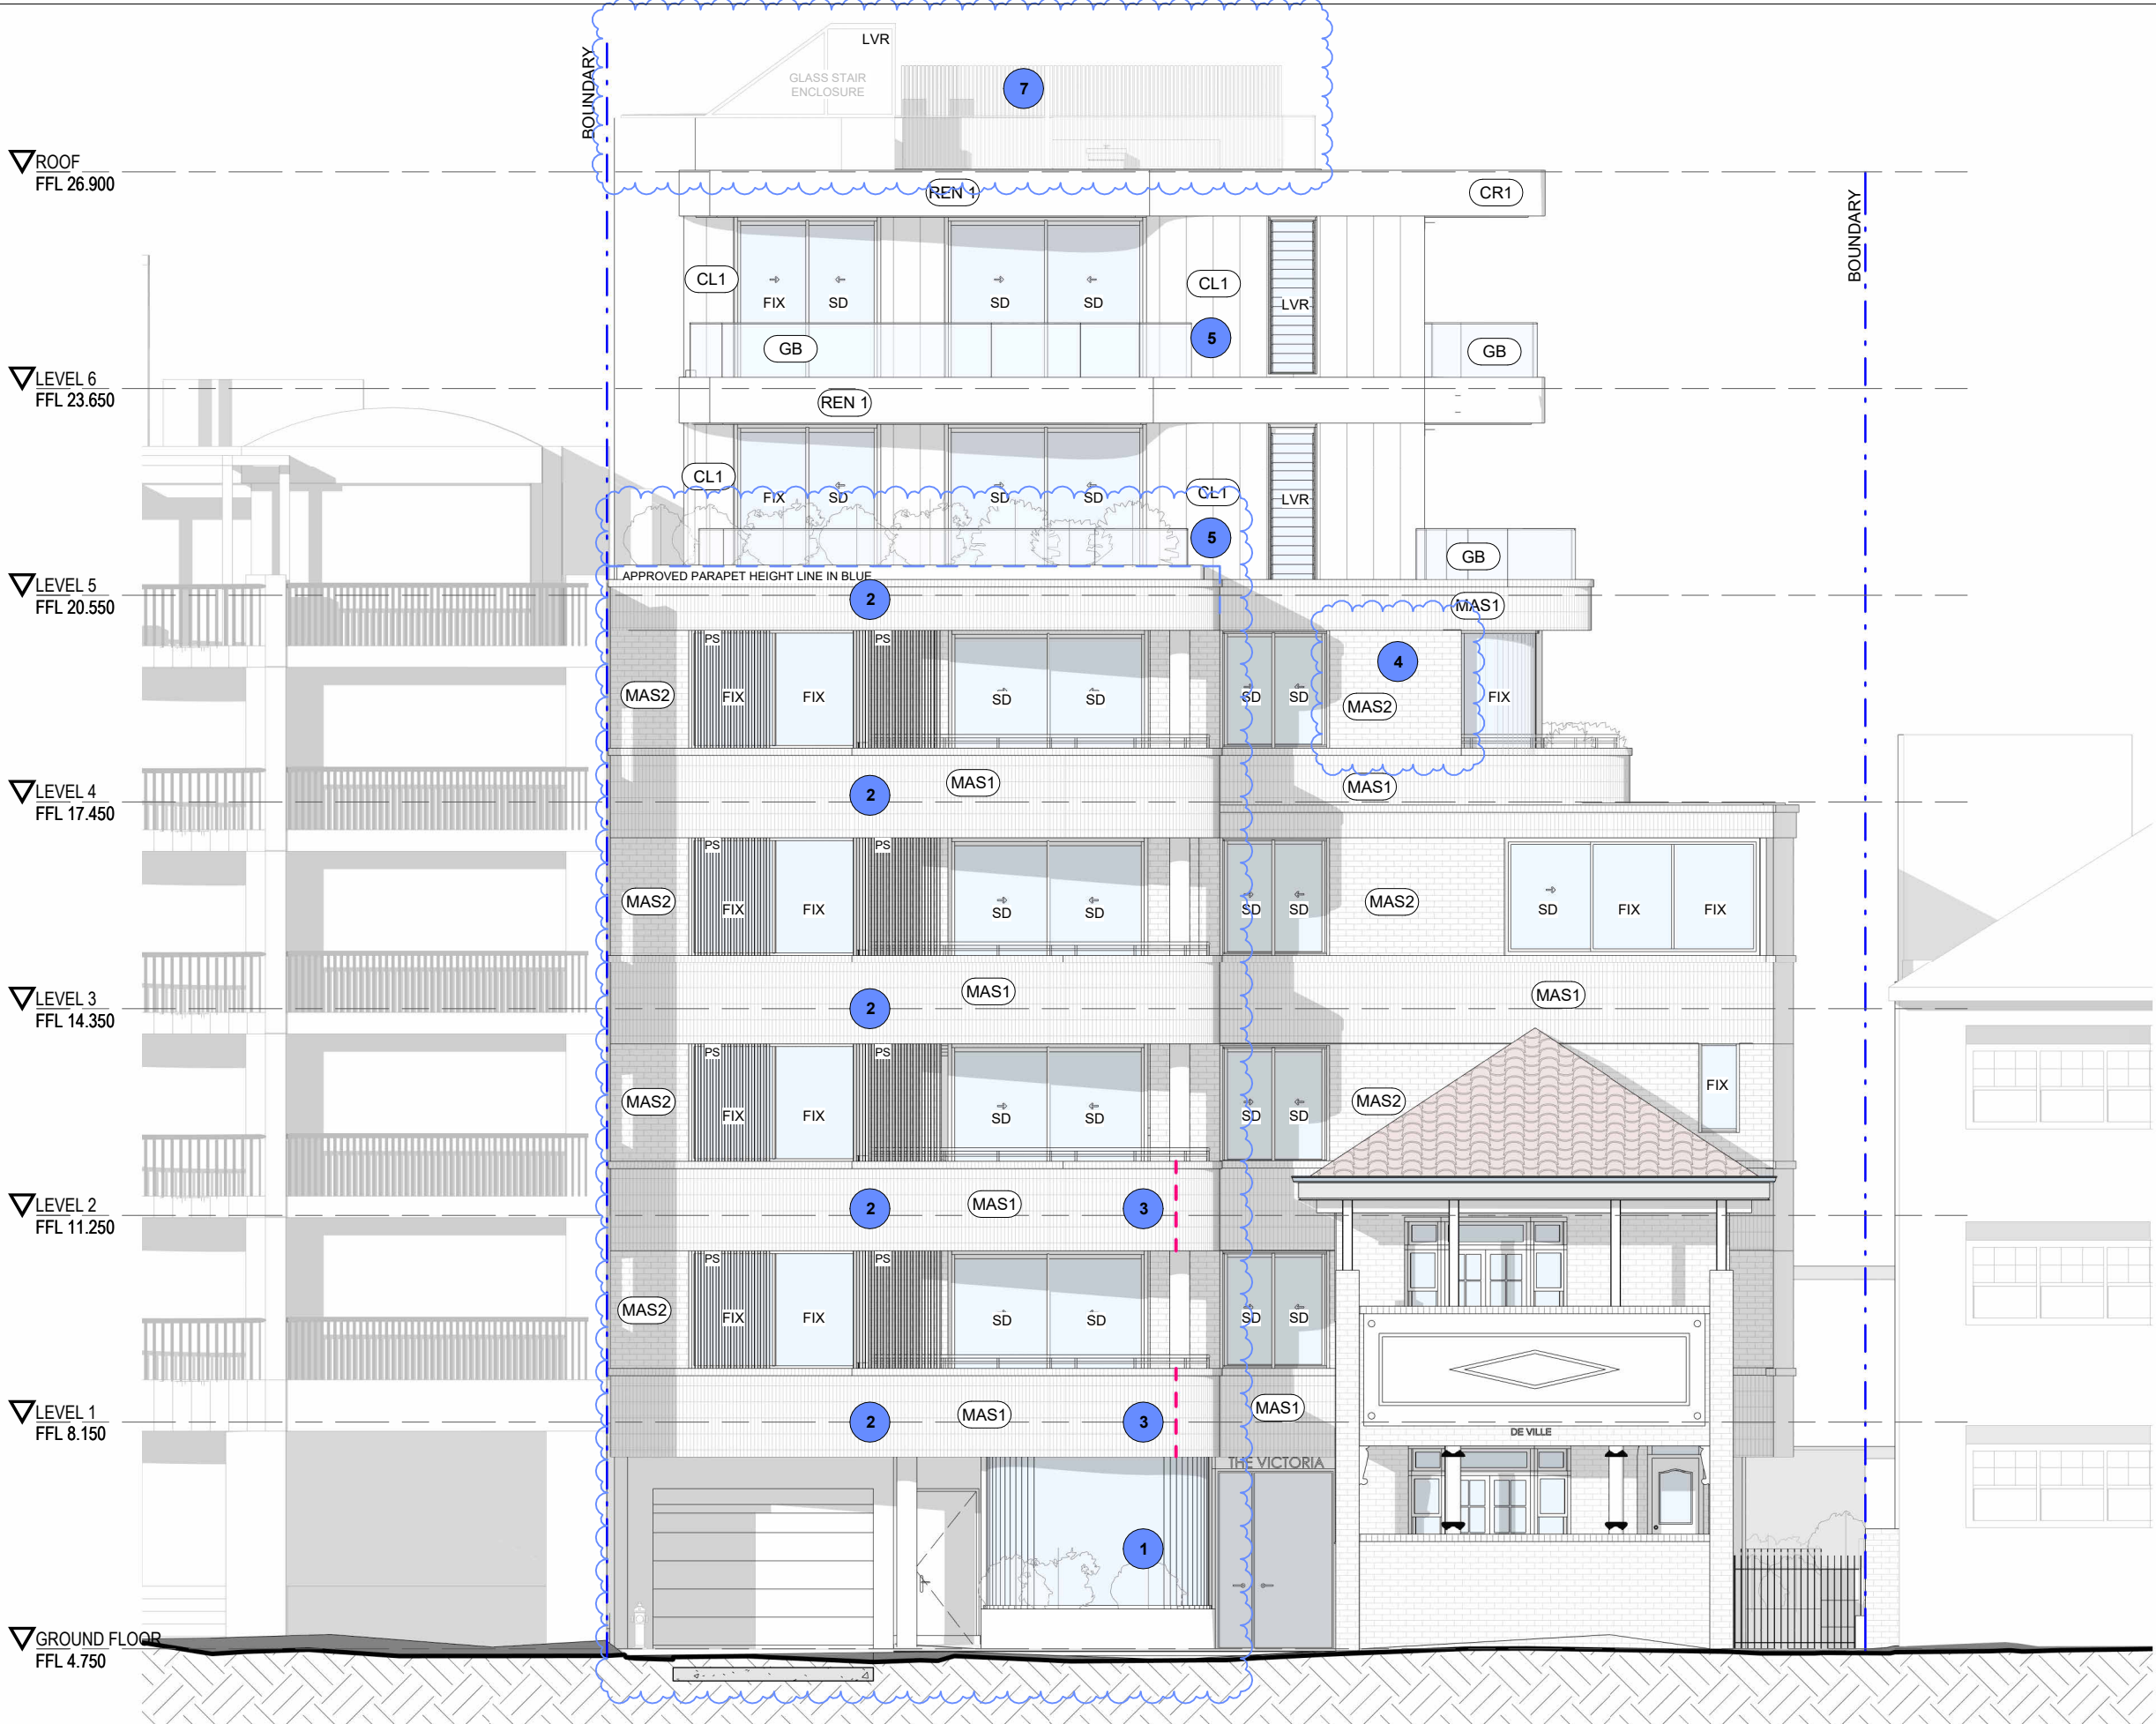 LVR
GLASS STAIR
ENCLOSURE
7
BOUNDARY
ROOF
FFL 26.900
REN 1
CR1
BOUNDARY
CL1
CL1
FIX
SD
SD
SD
LVR
5
GB
GB
LEVEL 6
FFL 23.650
REN 1
CL1
CL1
FIX
SD
SD
SD
LVR
5
GB
APPROVED PARAPET HEIGHT LINE IN BLUE
LEVEL 5
FFL 20.550
2
MAS1
PS
PS
4
MAS2
FIX
FIX
SD
SD
SD
SD
MAS2
FIX
MAS1
MAS1
LEVEL 4
FFL 17.450
2
PS
PS
MAS2
FIX
FIX
SD
SD
SD
SD
MAS2
SD
FIX
FIX
MAS1
MAS1
LEVEL 3
FFL 14.350
2
PS
PS
FIX
MAS2
FIX
FIX
SD
SD
SD
SD
MAS2
LEVEL 2
FFL 11.250
2
MAS1
3
PS
PS
MAS2
FIX
FIX
SD
SD
SD
SD
LEVEL 1
FFL 8.150
2
MAS1
3
MAS1
DE VILLE
THE VICTORIA
1
GROUND FLOOR
FFL 4.750